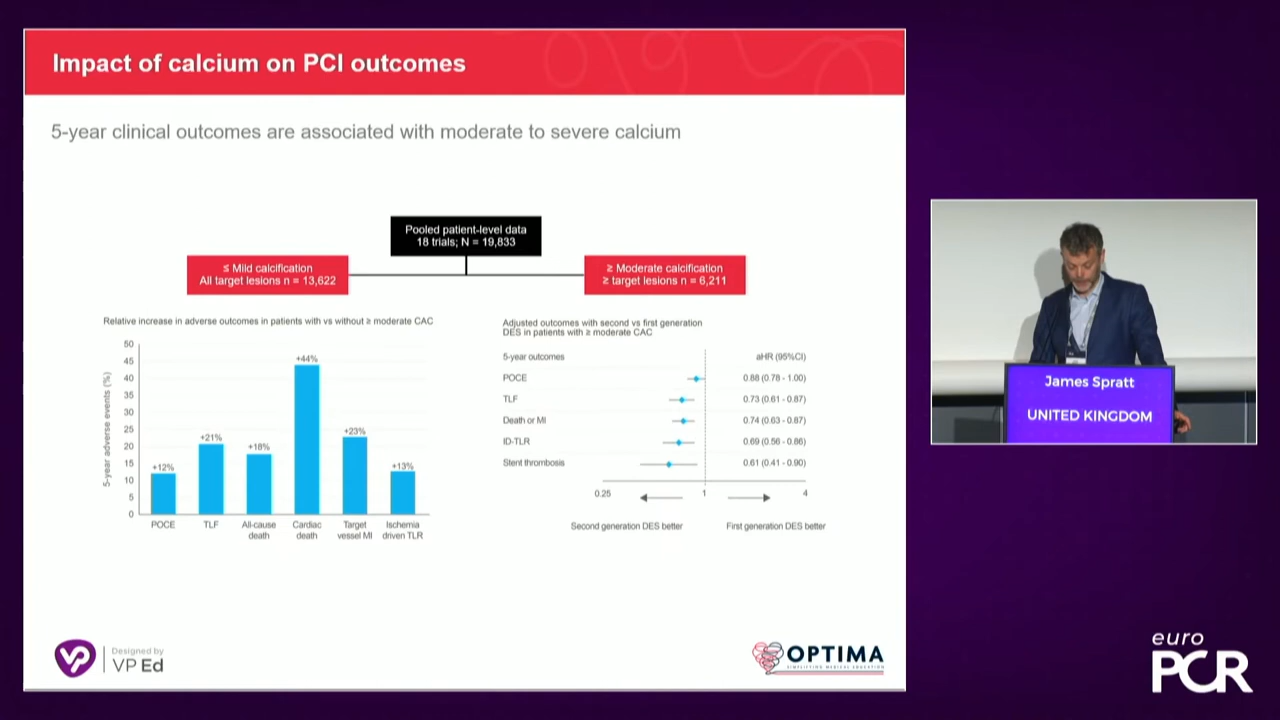 Impact of calcium on PCI outcomes
5-year clinical outcomes are associated with moderate to severe calcium
Pooled patient-level data
18 trials; N = 19,833
≤ Mild calcification
All target lesions n = 13,622
≥ Moderate calcification
≥ target lesions n = 6,211
Relative increase in adverse outcomes in patients with vs without ≥ moderate CAC
5-year adverse events (%)
50
45
40
35
30
25
20
15
10
5
0
+12%
+21%
+18%
+44%
+23%
+13%
POCE
TLF
All-cause
death
Cardiac
death
Target
vessel MI
Ischemia
driven TLR
Adjusted outcomes with second vs first generation
DES in patients with ≥ moderate CAC
5-year outcomes aHR (95%CI)
POCE 0.88 (0.78 - 1.00)
TLF 0.73 (0.61 - 0.87)
Death or MI 0.74 (0.63 - 0.87)
ID-TLR 0.69 (0.56 - 0.86)
Stent thrombosis 0.61 (0.41 - 0.90)
0.25 1 4
Second generation DES better First generation DES better
VP
Designed by
VP Ed
OPTIMA
SIMPLIFYING MEDICAL EDUCATION
James Spratt
UNITED KINGDOM
euro
PCR